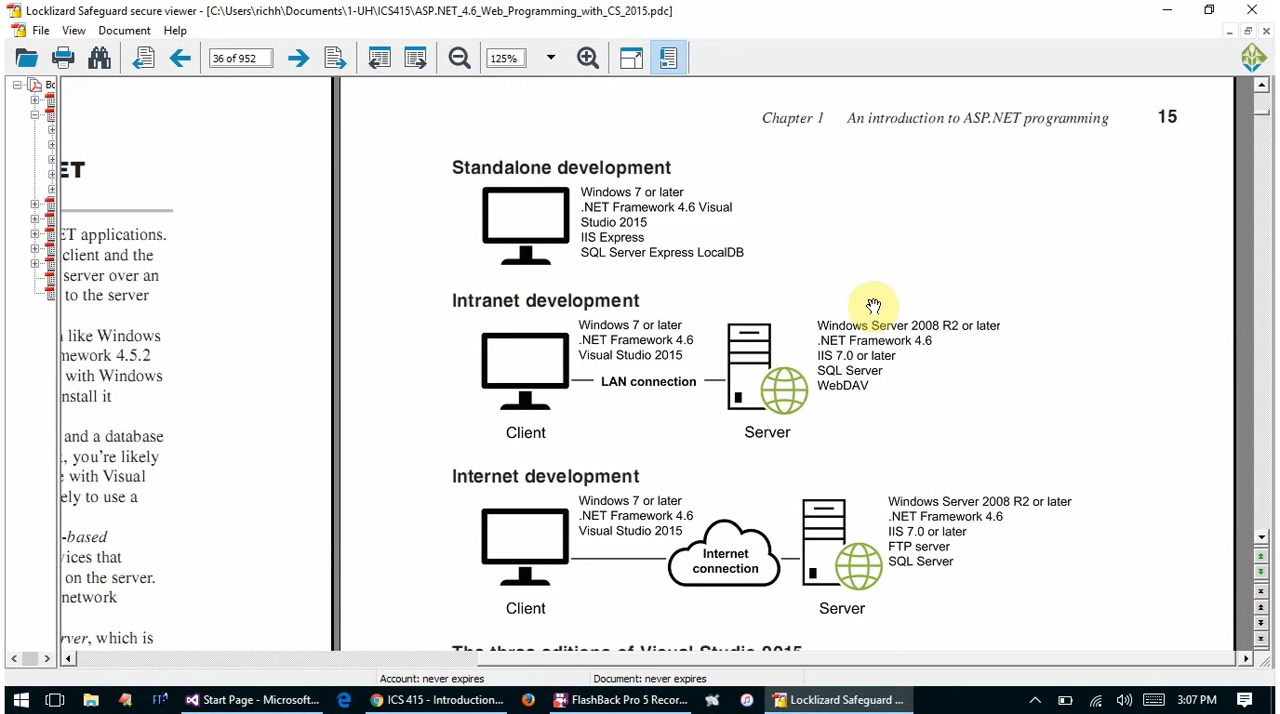 Locklizard Safeguard secure viewer - [C:\Users\richh\Documents\1-UH\ICS415\ASP.NET_4.6_Web_Programming_with_CS_2015.pdc]
File View Document Help
36 of 952 125%
Bo
Chapter 1 An introduction to ASP.NET programming 15
ET
ET applications.
client and the
server over an
to the server
like Windows
mework 4.5.2
with Windows
nstall it
and a database
, you're likely
e with Visual
ely to use a
-based
vices that
on the server.
network
rver, which is
Standalone development
Windows 7 or later
.NET Framework 4.6 Visual
Studio 2015
IIS Express
SQL Server Express LocalDB
Intranet development
Windows 7 or later
.NET Framework 4.6
Visual Studio 2015
LAN connection
Windows Server 2008 R2 or later
.NET Framework 4.6
IIS 7.0 or later
SQL Server
WebDAV
Client
Server
Internet development
Windows 7 or later
.NET Framework 4.6
Visual Studio 2015
Internet
connection
Windows Server 2008 R2 or later
.NET Framework 4.6
IIS 7.0 or later
FTP server
SQL Server
Client
Server
The three editions of Visual Studio 2015
Account: never expires Document: never expires
Start Page - Microsoft... ICS 415 - Introduction... FlashBack Pro 5 Reco... Locklizard Safeguard ... 3:07 PM